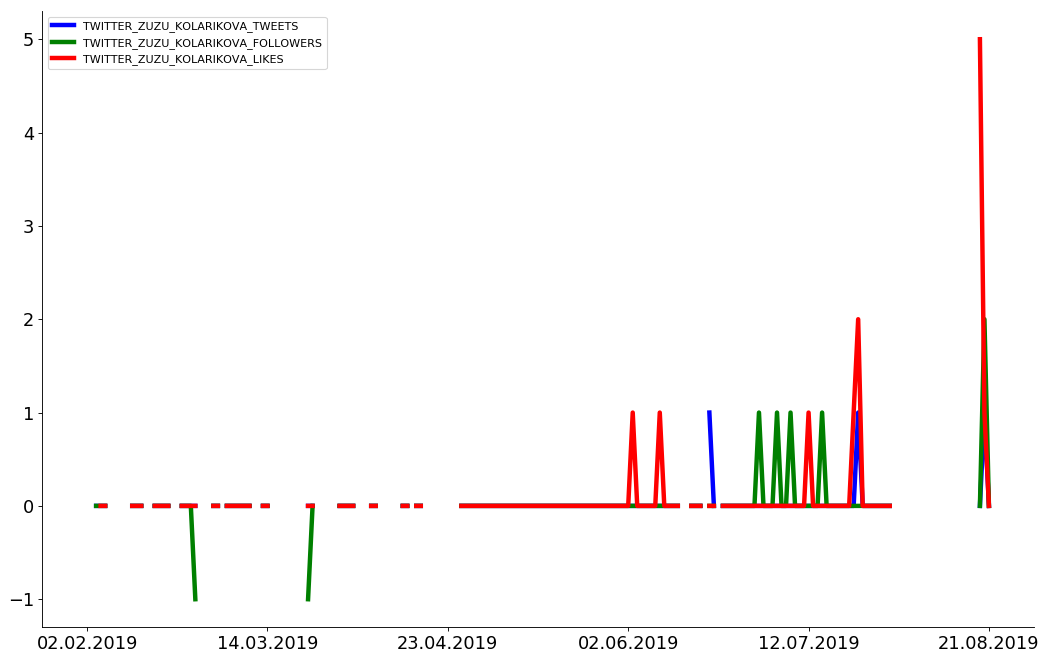 TWITTER_ZUZU_KOLARIKOVA_TWEETS
TWITTER_ZUZU_KOLARIKOVA_FOLLOWERS
TWITTER_ZUZU_KOLARIKOVA_LIKES
5
4
3
2
1
0
−1
02.02.2019 14.03.2019 23.04.2019 02.06.2019 12.07.2019 21.08.2019